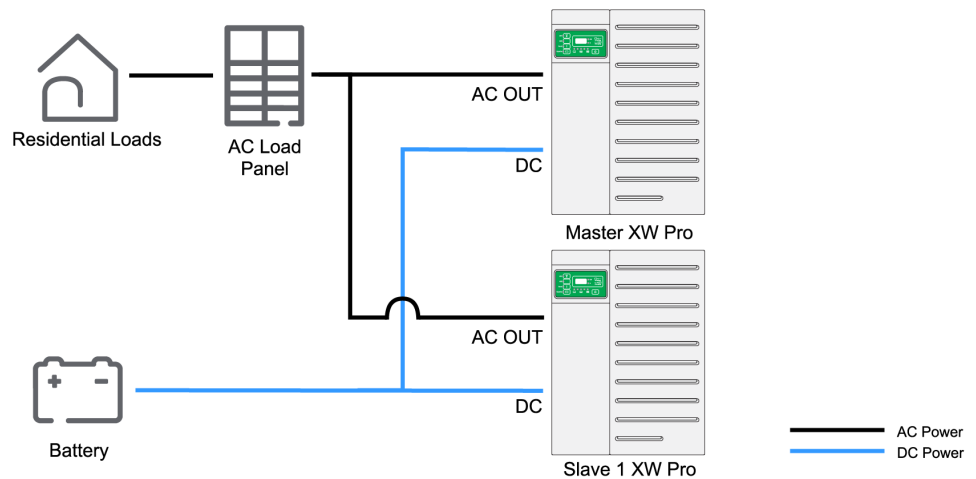 AC OUT
Residential Loads
AC Load
Panel
DC
Master XW Pro
AC OUT
DC
Battery
Slave 1 XW Pro
AC Power
DC Power